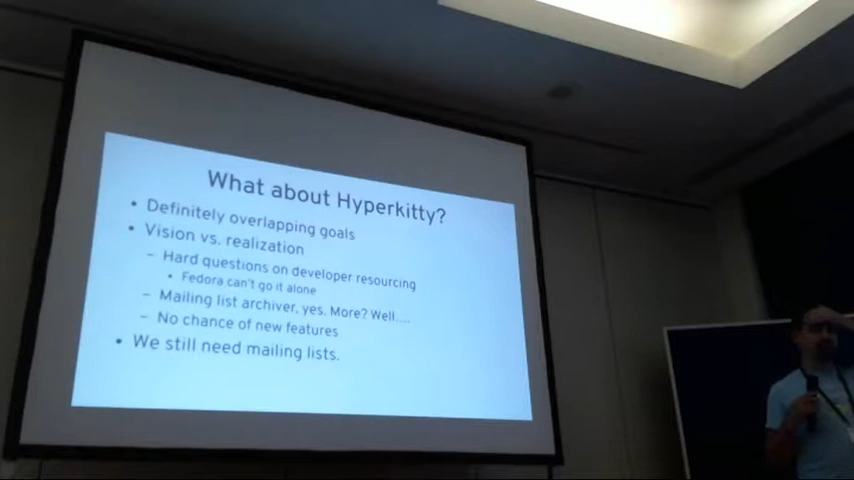 What about Hyperkitty?
• Definitely overlapping goals
• Vision vs. realization
– Hard questions on developer resourcing
• Fedora can't go it alone
– Mailing list archiver, yes. More? Well....
– No chance of new features
• We still need mailing lists.